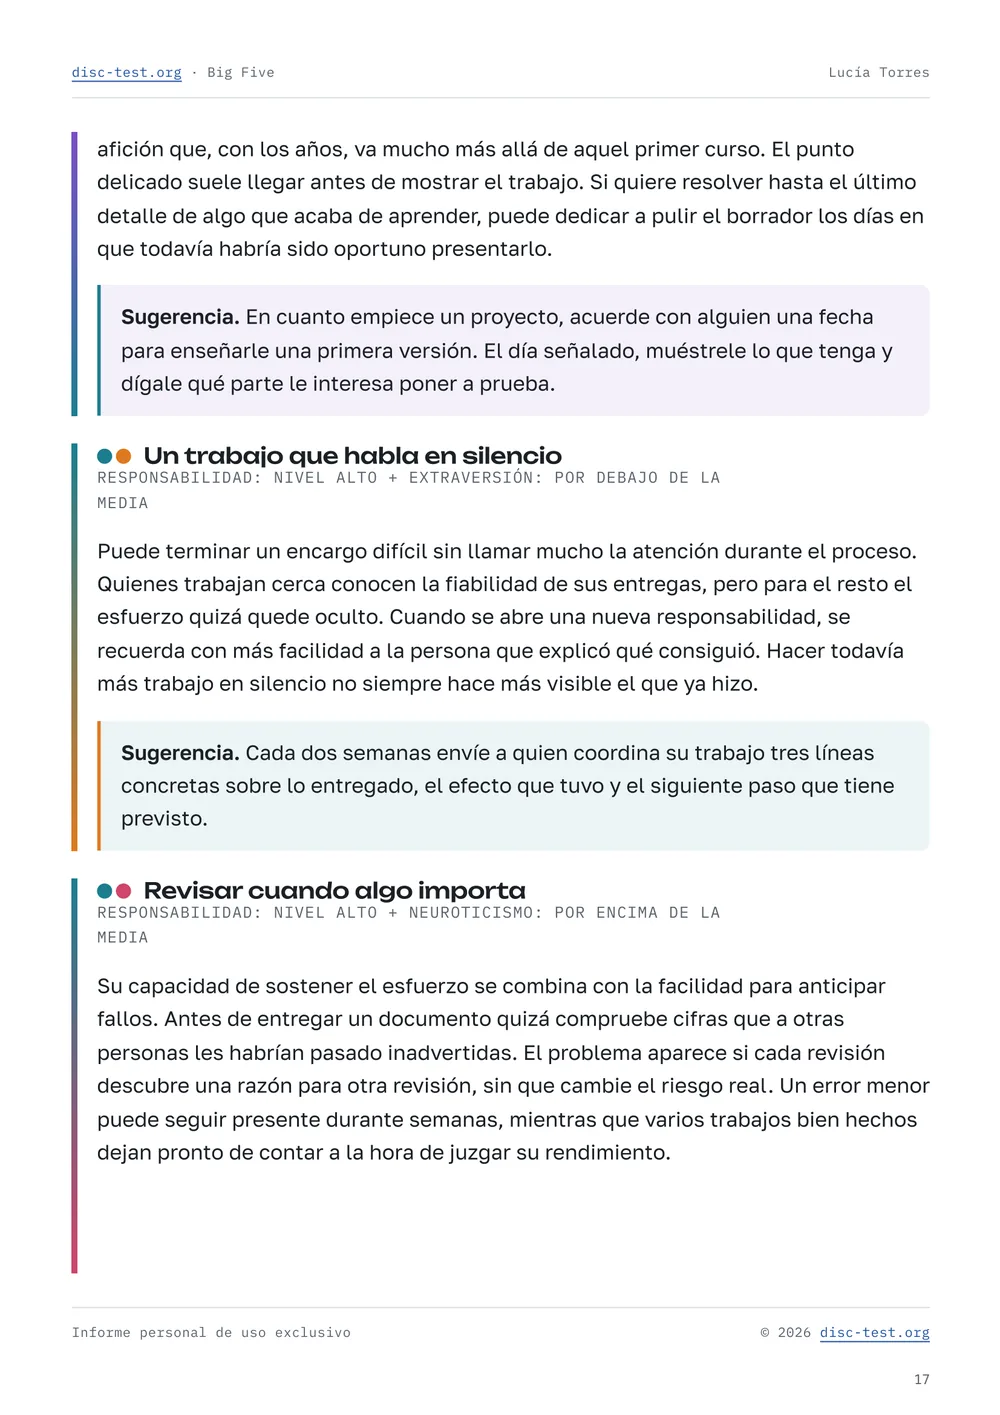 disc-test.org · Big Five
Lucía Torres
afición que, con los años, va mucho más allá de aquel primer curso. El punto
delicado suele llegar antes de mostrar el trabajo. Si quiere resolver hasta el último
detalle de algo que acaba de aprender, puede dedicar a pulir el borrador los días en
que todavía habría sido oportuno presentarlo.
Sugerencia. En cuanto empiece un proyecto, acuerde con alguien una fecha
para enseñarle una primera versión. El día señalado, muéstrele lo que tenga y
dígale qué parte le interesa poner a prueba.
Un trabajo que habla en silencio
RESPONSABILIDAD: NIVEL ALTO + EXTRAVERSIÓN: POR DEBAJO DE LA
MEDIA
Puede terminar un encargo difícil sin llamar mucho la atención durante el proceso.
Quienes trabajan cerca conocen la fiabilidad de sus entregas, pero para el resto el
esfuerzo quizá quede oculto. Cuando se abre una nueva responsabilidad, se
recuerda con más facilidad a la persona que explicó qué consiguió. Hacer todavía
más trabajo en silencio no siempre hace más visible el que ya hizo.
Sugerencia. Cada dos semanas envíe a quien coordina su trabajo tres líneas
concretas sobre lo entregado, el efecto que tuvo y el siguiente paso que tiene
previsto.
Revisar cuando algo importa
RESPONSABILIDAD: NIVEL ALTO + NEUROTICISMO: POR ENCIMA DE LA
MEDIA
Su capacidad de sostener el esfuerzo se combina con la facilidad para anticipar
fallos. Antes de entregar un documento quizá compruebe cifras que a otras
personas les habrían pasado inadvertidas. El problema aparece si cada revisión
descubre una razón para otra revisión, sin que cambie el riesgo real. Un error menor
puede seguir presente durante semanas, mientras que varios trabajos bien hechos
dejan pronto de contar a la hora de juzgar su rendimiento.
Informe personal de uso exclusivo
© 2026 disc-test.org
17